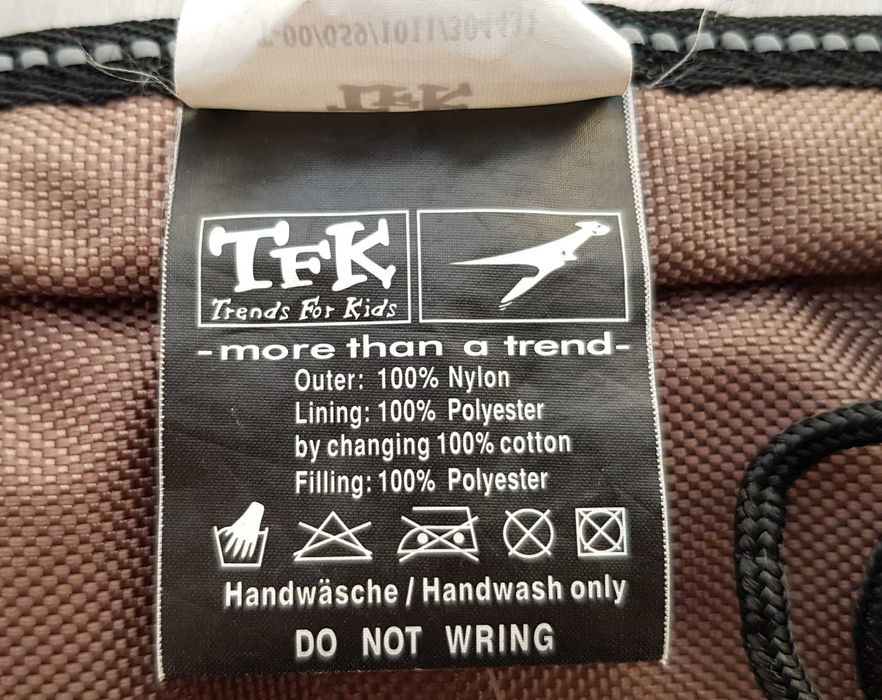 TFK
Trends For Kids
-more than a trend-
Outer: 100% Nylon
Lining: 100% Polyester
by changing 100% cotton
Filling: 100% Polyester
Handwäsche / Handwash only
DO NOT WRING